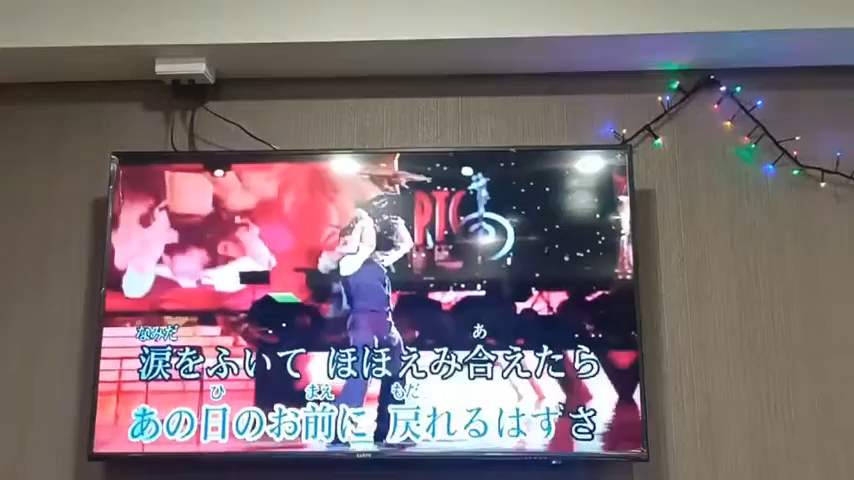 PTC
なみだ あ
涙をふいて ほほえみ合えたら
ひ まえ もど
あの日のお前に戻れるはずさ